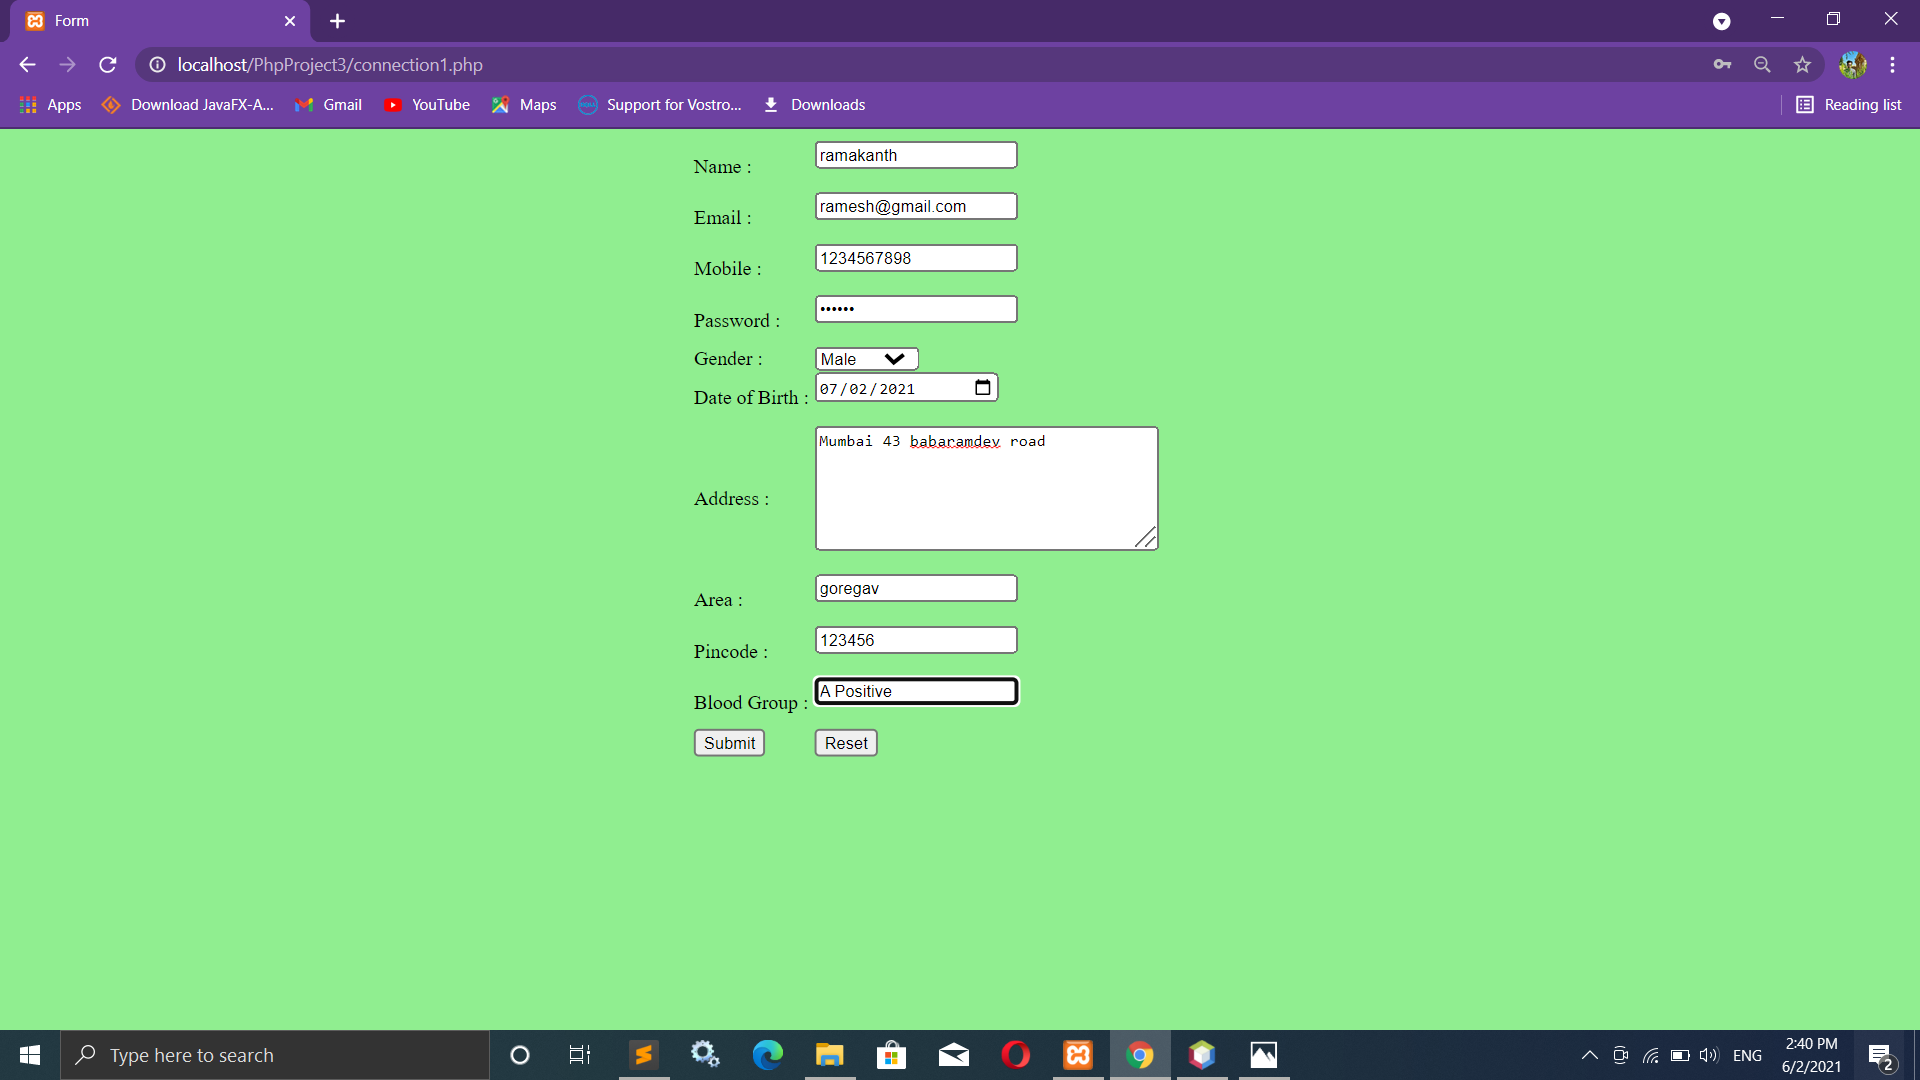 Form
localhost/PhpProject3/connection1.php
Apps Download JavaFX-A... Gmail YouTube Maps Support for Vostro... Downloads Reading list
Name : ramakanth
Email : ramesh@gmail.com
Mobile : 1234567898
Password : ••••••
Gender : Male
Date of Birth : 07/02/2021
Address : Mumbai 43 babaramdev road
Area : goregav
Pincode : 123456
Blood Group : A Positive
Submit Reset
Type here to search ENG 2:40 PM
6/2/2021 2